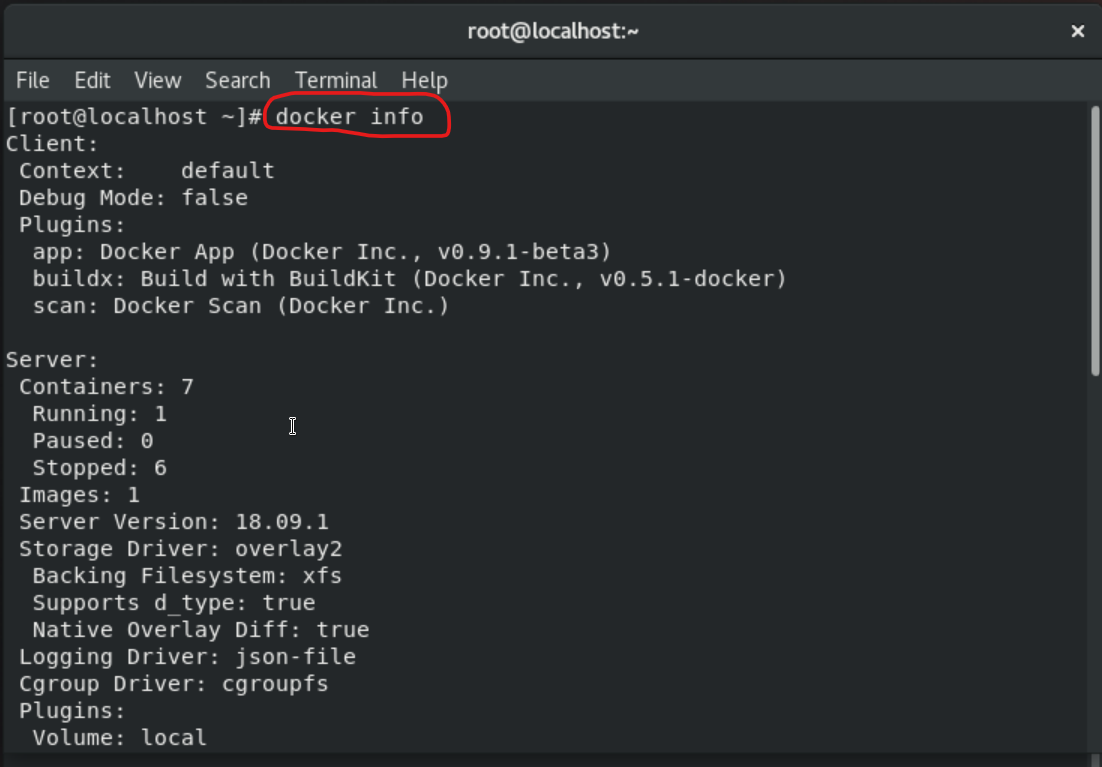 root@localhost:~
×
File Edit View Search Terminal Help
[root@localhost ~]# docker info
Client:
 Context:    default
 Debug Mode: false
 Plugins:
  app: Docker App (Docker Inc., v0.9.1-beta3)
  buildx: Build with BuildKit (Docker Inc., v0.5.1-docker)
  scan: Docker Scan (Docker Inc.)

Server:
 Containers: 7
  Running: 1
  Paused: 0
  Stopped: 6
 Images: 1
 Server Version: 18.09.1
 Storage Driver: overlay2
  Backing Filesystem: xfs
  Supports d_type: true
  Native Overlay Diff: true
 Logging Driver: json-file
 Cgroup Driver: cgroupfs
 Plugins:
  Volume: local